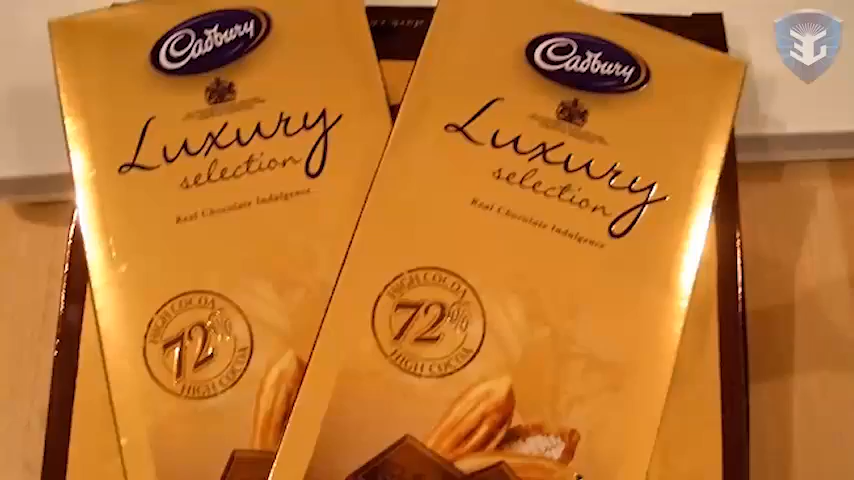 Cadbury
Luxury
selection
Real Chocolate Indulgence
HIGH COCOA
72%
HIGH COCOA
Cadbury
Luxury
selection
Real Chocolate Indulgence
HIGH COCOA
72%
HIGH COCOA